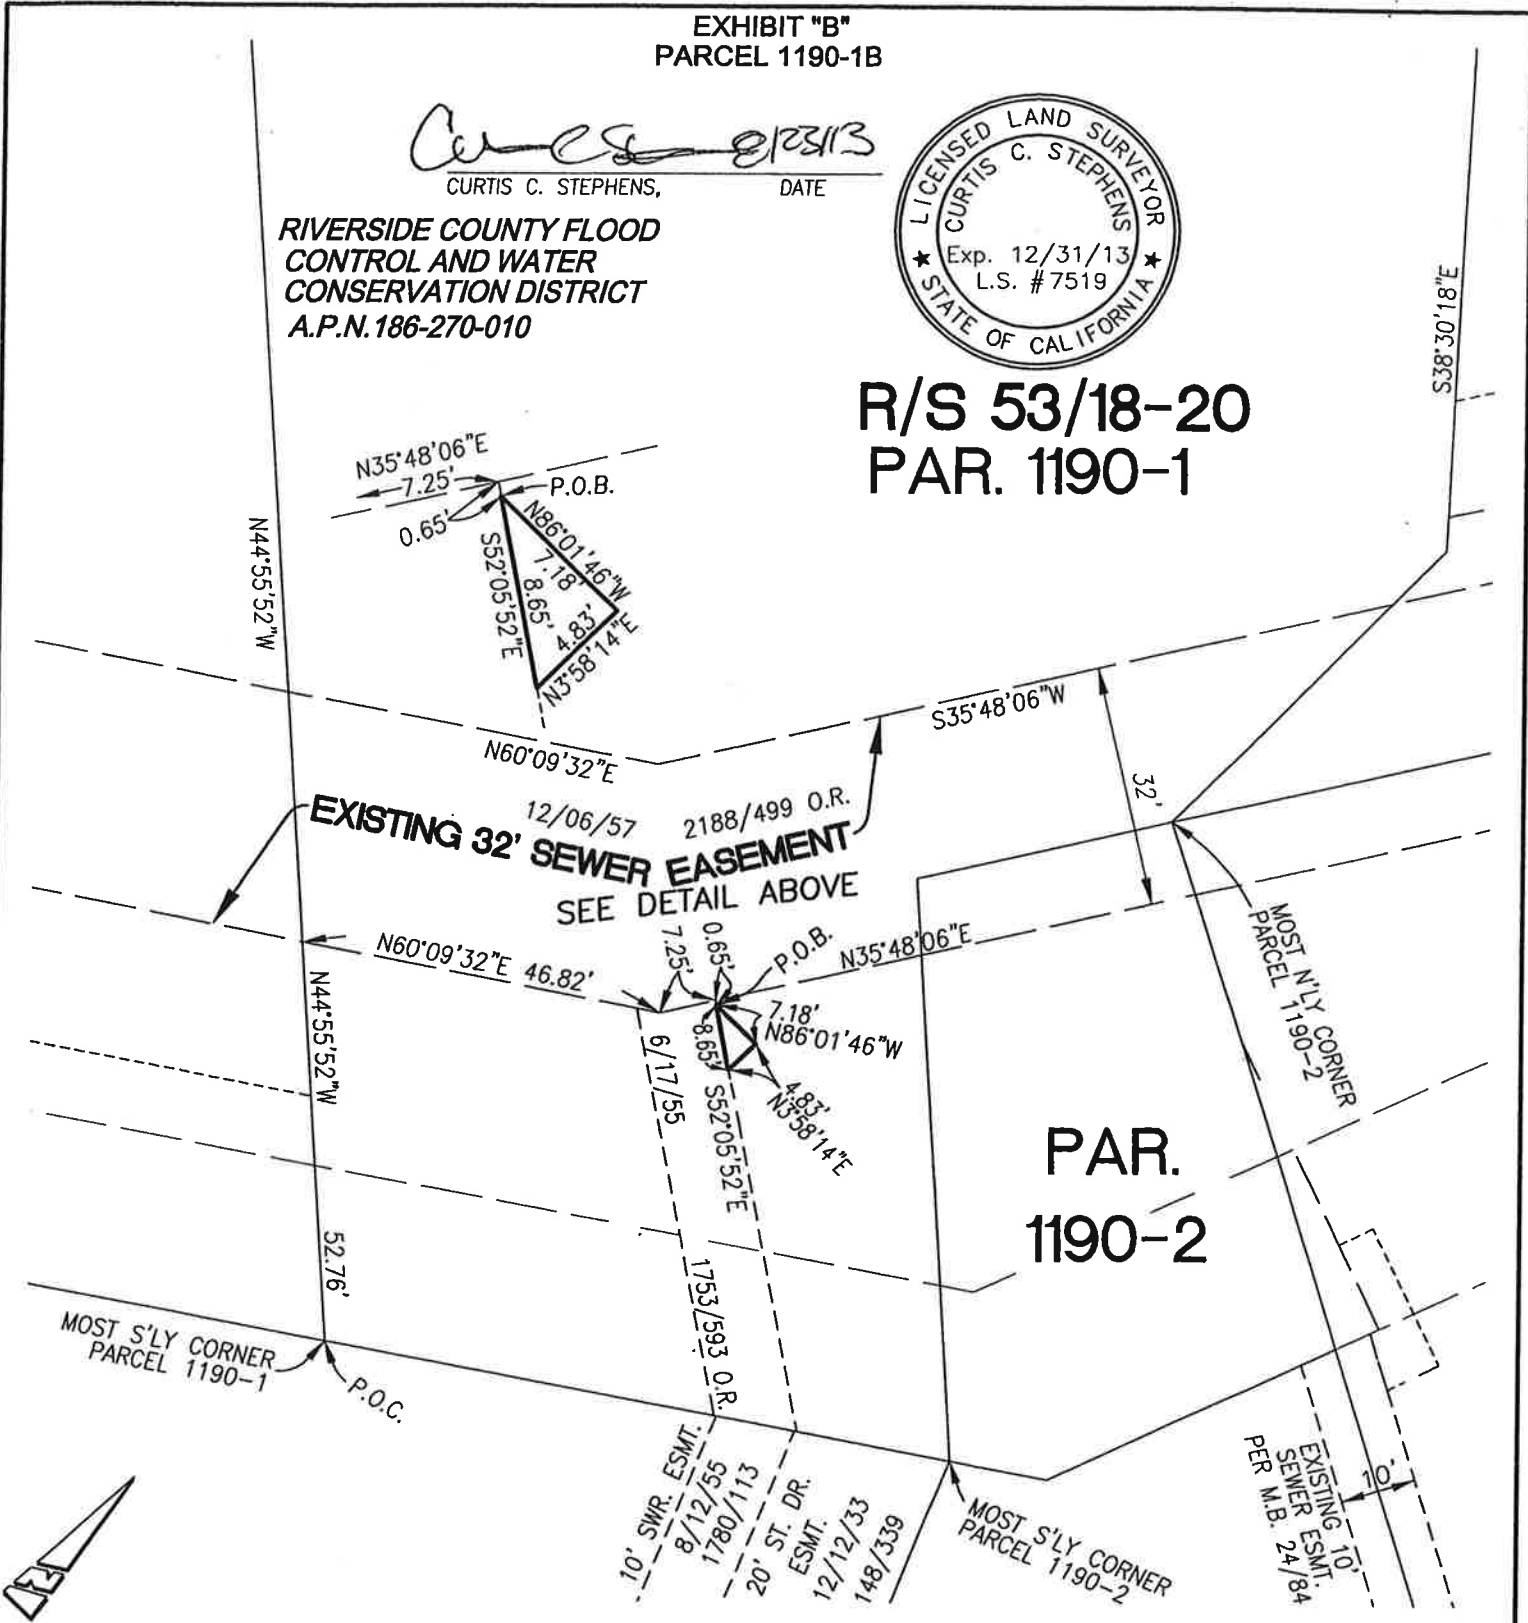 EXHIBIT "B"
PARCEL 1190-1B
8/23/13
CURTIS C. STEPHENS,
DATE
LICENSED LAND SURVEYOR
CURTIS C. STEPHENS
Exp. 12/31/13
L.S. #7519
★ STATE OF CALIFORNIA ★
RIVERSIDE COUNTY FLOOD
CONTROL AND WATER
CONSERVATION DISTRICT
A.P.N. 186-270-010
S38°30'18"E
R/S 53/18-20
PAR. 1190-1
N35°48'06"E
7.25'
P.O.B.
0.65'
N86°01'46"W
7.18'
S52°05'52"E
8.65'
4.83'
N3°58'14"E
N44°55'52"W
N60°09'32"E
S35°48'06"W
32'
12/06/57
2188/499 O.R.
EXISTING 32' SEWER EASEMENT
SEE DETAIL ABOVE
N60°09'32"E 46.82'
7.25'
0.65'
P.O.B.
N35°48'06"E
MOST N'LY CORNER
PARCEL 1190-2
N44°55'52"W
6/17/55
8.65'
S52°05'52"E
7.18'
N86°01'46"W
4.83'
N3°58'14"E
PAR.
1190-2
52.76'
1753/593 O.R.
MOST S'LY CORNER
PARCEL 1190-1
P.O.C.
10' SWR. ESMT.
8/12/55
1780/113
20' ST. DR.
ESMT.
12/12/33
148/339
MOST S'LY CORNER
PARCEL 1190-2
EXISTING 10'
SEWER ESMT.
PER M.B. 24/84
10'
N